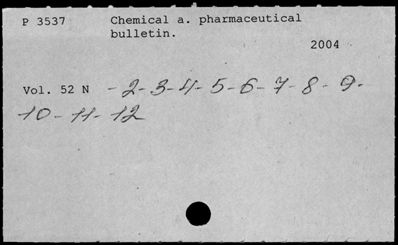 P 3537 Chemical a. pharmaceutical
bulletin.
2004
Vol. 52 N -2-3-4-5-6-7-8-9-
10-11-12